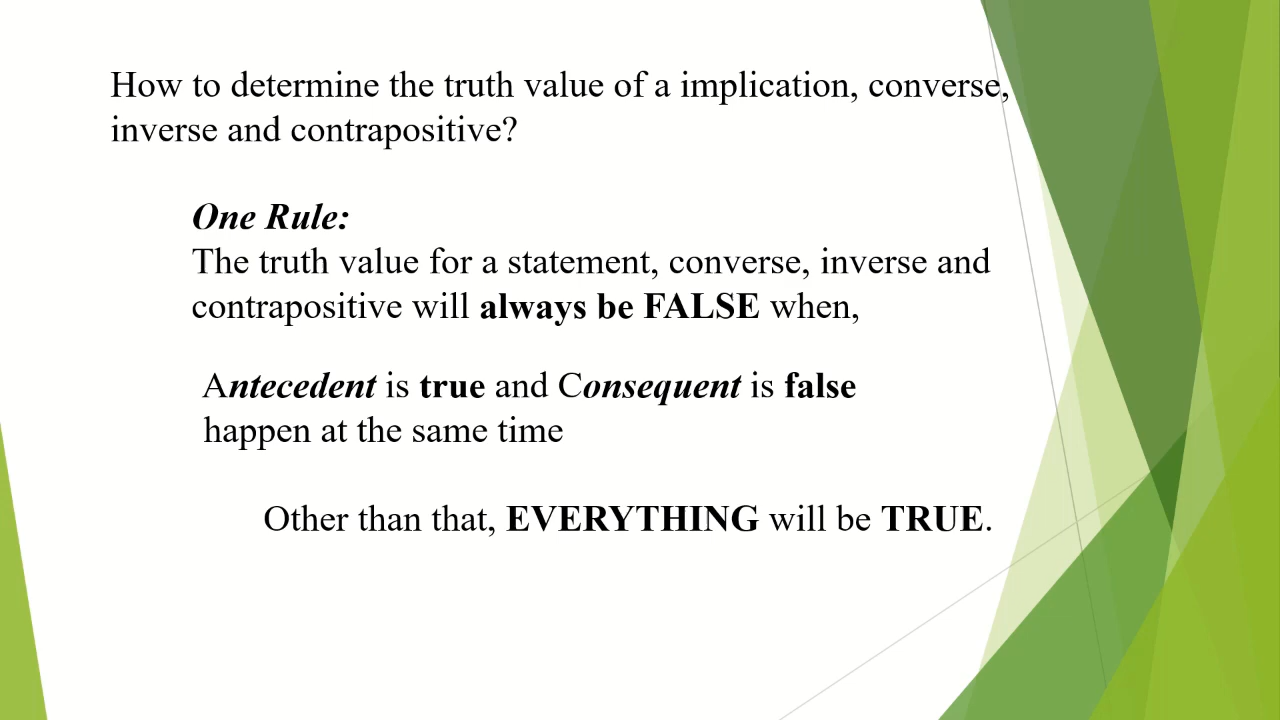 How to determine the truth value of a implication, converse,
inverse and contrapositive?
One Rule:
The truth value for a statement, converse, inverse and
contrapositive will always be FALSE when,
Antecedent is true and Consequent is false
happen at the same time
Other than that, EVERYTHING will be TRUE.